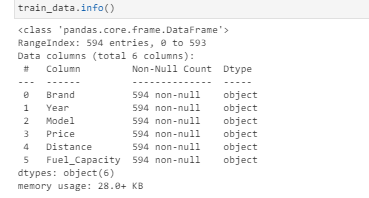 train_data.info()
<class 'pandas.core.frame.DataFrame'>
RangeIndex: 594 entries, 0 to 593
Data columns (total 6 columns):
 #   Column         Non-Null Count  Dtype
---  ------         --------------  -----
 0   Brand          594 non-null    object
 1   Year           594 non-null    object
 2   Model          594 non-null    object
 3   Price          594 non-null    object
 4   Distance       594 non-null    object
 5   Fuel_Capacity  594 non-null    object
dtypes: object(6)
memory usage: 28.0+ KB